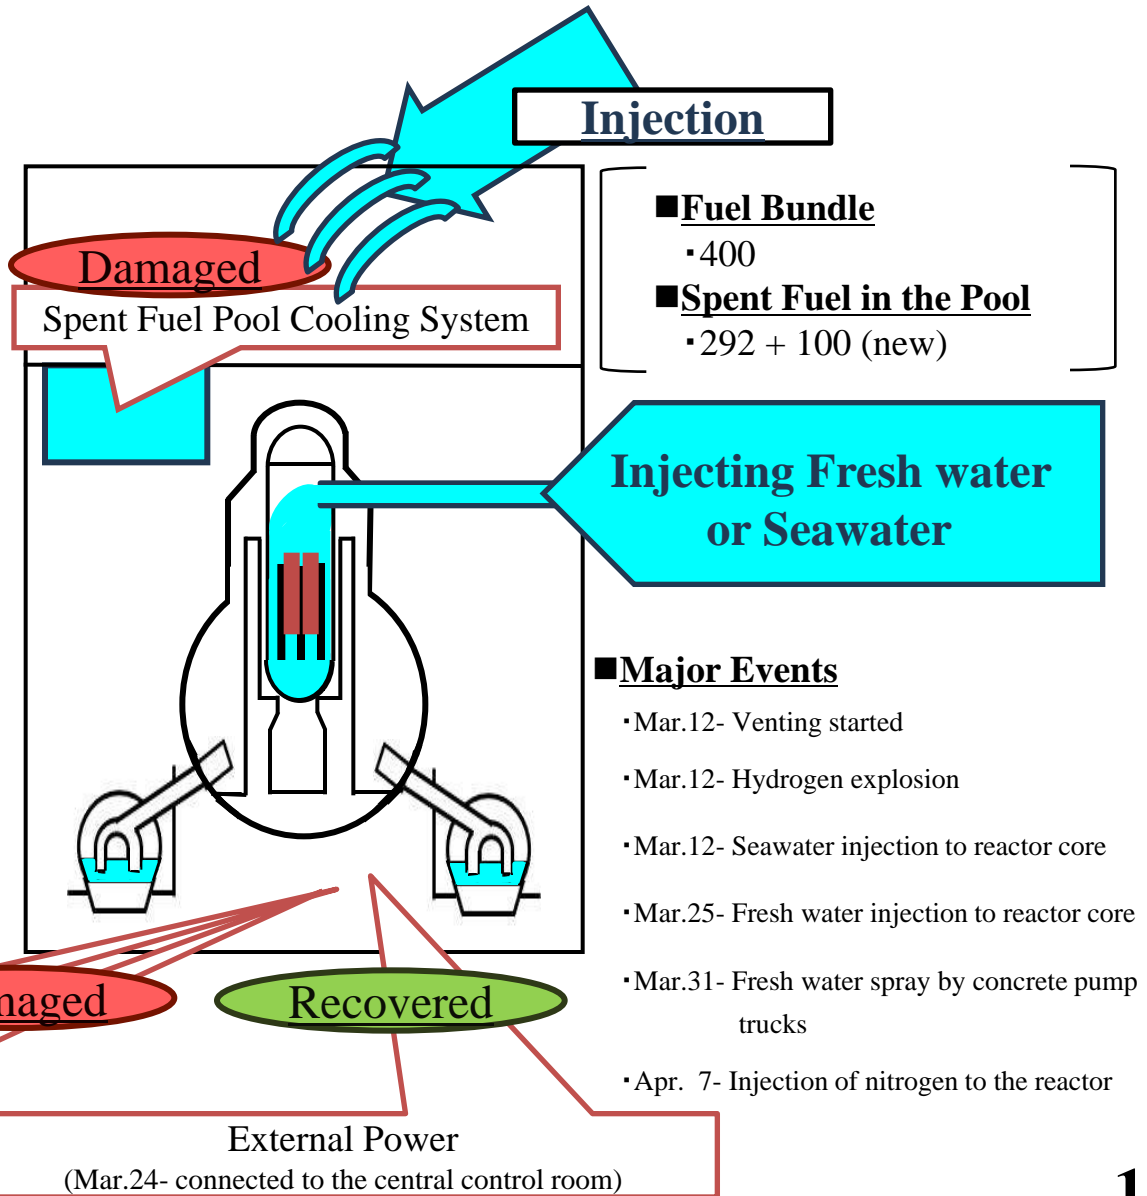 Injection
■Fuel Bundle
・400
■Spent Fuel in the Pool
・292 + 100 (new)
Damaged
Spent Fuel Pool Cooling System
Injecting Fresh water
or Seawater
■Major Events
・Mar.12- Venting started
・Mar.12- Hydrogen explosion
・Mar.12- Seawater injection to reactor core
・Mar.25- Fresh water injection to reactor core
・Mar.31- Fresh water spray by concrete pump
trucks
・Apr. 7- Injection of nitrogen to the reactor
maged
Recovered
External Power
(Mar.24- connected to the central control room)
1